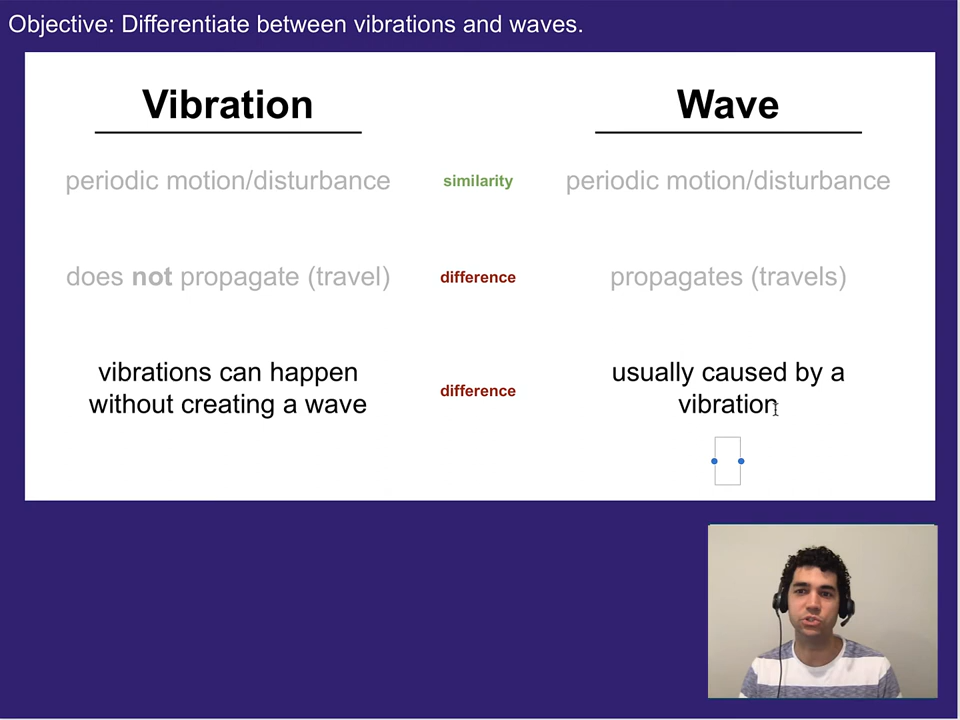 Objective: Differentiate between vibrations and waves.
Vibration
Wave
periodic motion/disturbance
similarity
periodic motion/disturbance
does not propagate (travel)
difference
propagates (travels)
vibrations can happen
without creating a wave
difference
usually caused by a
vibration